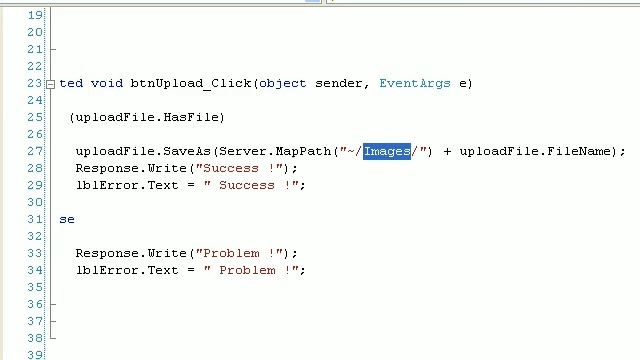 19
20
21
22
23 ted void btnUpload_Click(object sender, EventArgs e)
24
25 (uploadFile.HasFile)
26
27 uploadFile.SaveAs(Server.MapPath("~/Images/") + uploadFile.FileName);
28 Response.Write("Success !");
29 lblError.Text = " Success !";
30
31 se
32
33 Response.Write("Problem !");
34 lblError.Text = " Problem !";
35
36
37
38
39